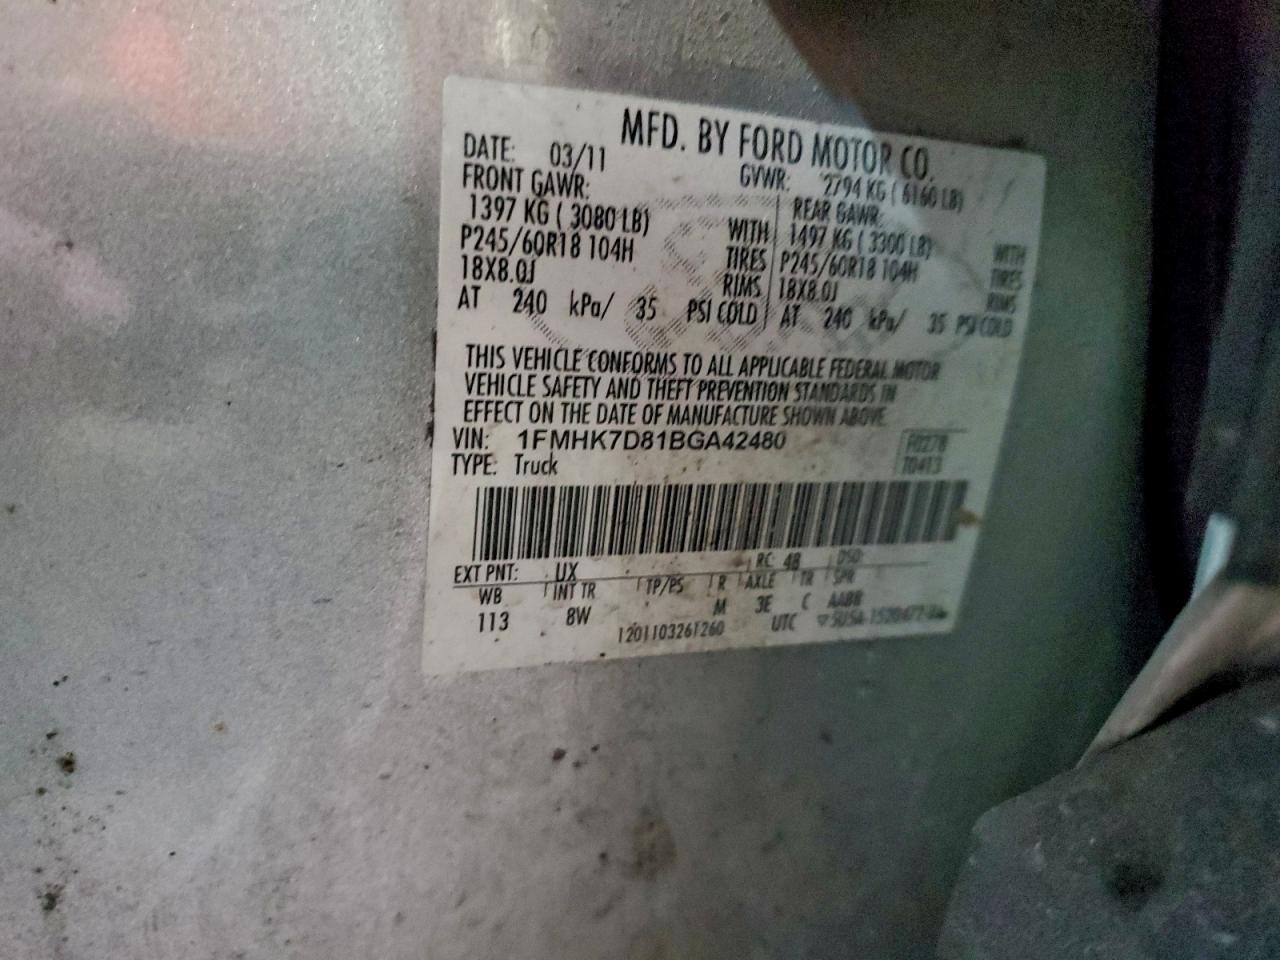 MFD. BY FORD MOTOR CO.
DATE: 03/11 GVWR: 2794 KG ( 6160 LB)
FRONT GAWR: REAR GAWR:
1397 KG ( 3080 LB) WITH 1497 KG ( 3300 LB) WITH
P245/60R18 104H TIRES P245/60R18 104H TIRES
18X8.0J RIMS 18X8.0J RIMS
AT 240 kPa/ 35 PSI COLD AT 240 kPa/ 35 PSI COLD
THIS VEHICLE CONFORMS TO ALL APPLICABLE FEDERAL MOTOR
VEHICLE SAFETY AND THEFT PREVENTION STANDARDS IN
EFFECT ON THE DATE OF MANUFACTURE SHOWN ABOVE.
VIN: 1FMHK7D81BGA42480 F0278
TYPE: Truck T0413
EXT PNT: UX RC: 48 DSO:
WB INT TR TP/PS R AXLE TR SPR
113 8W M 3E C AABB
1201103261260 UTC